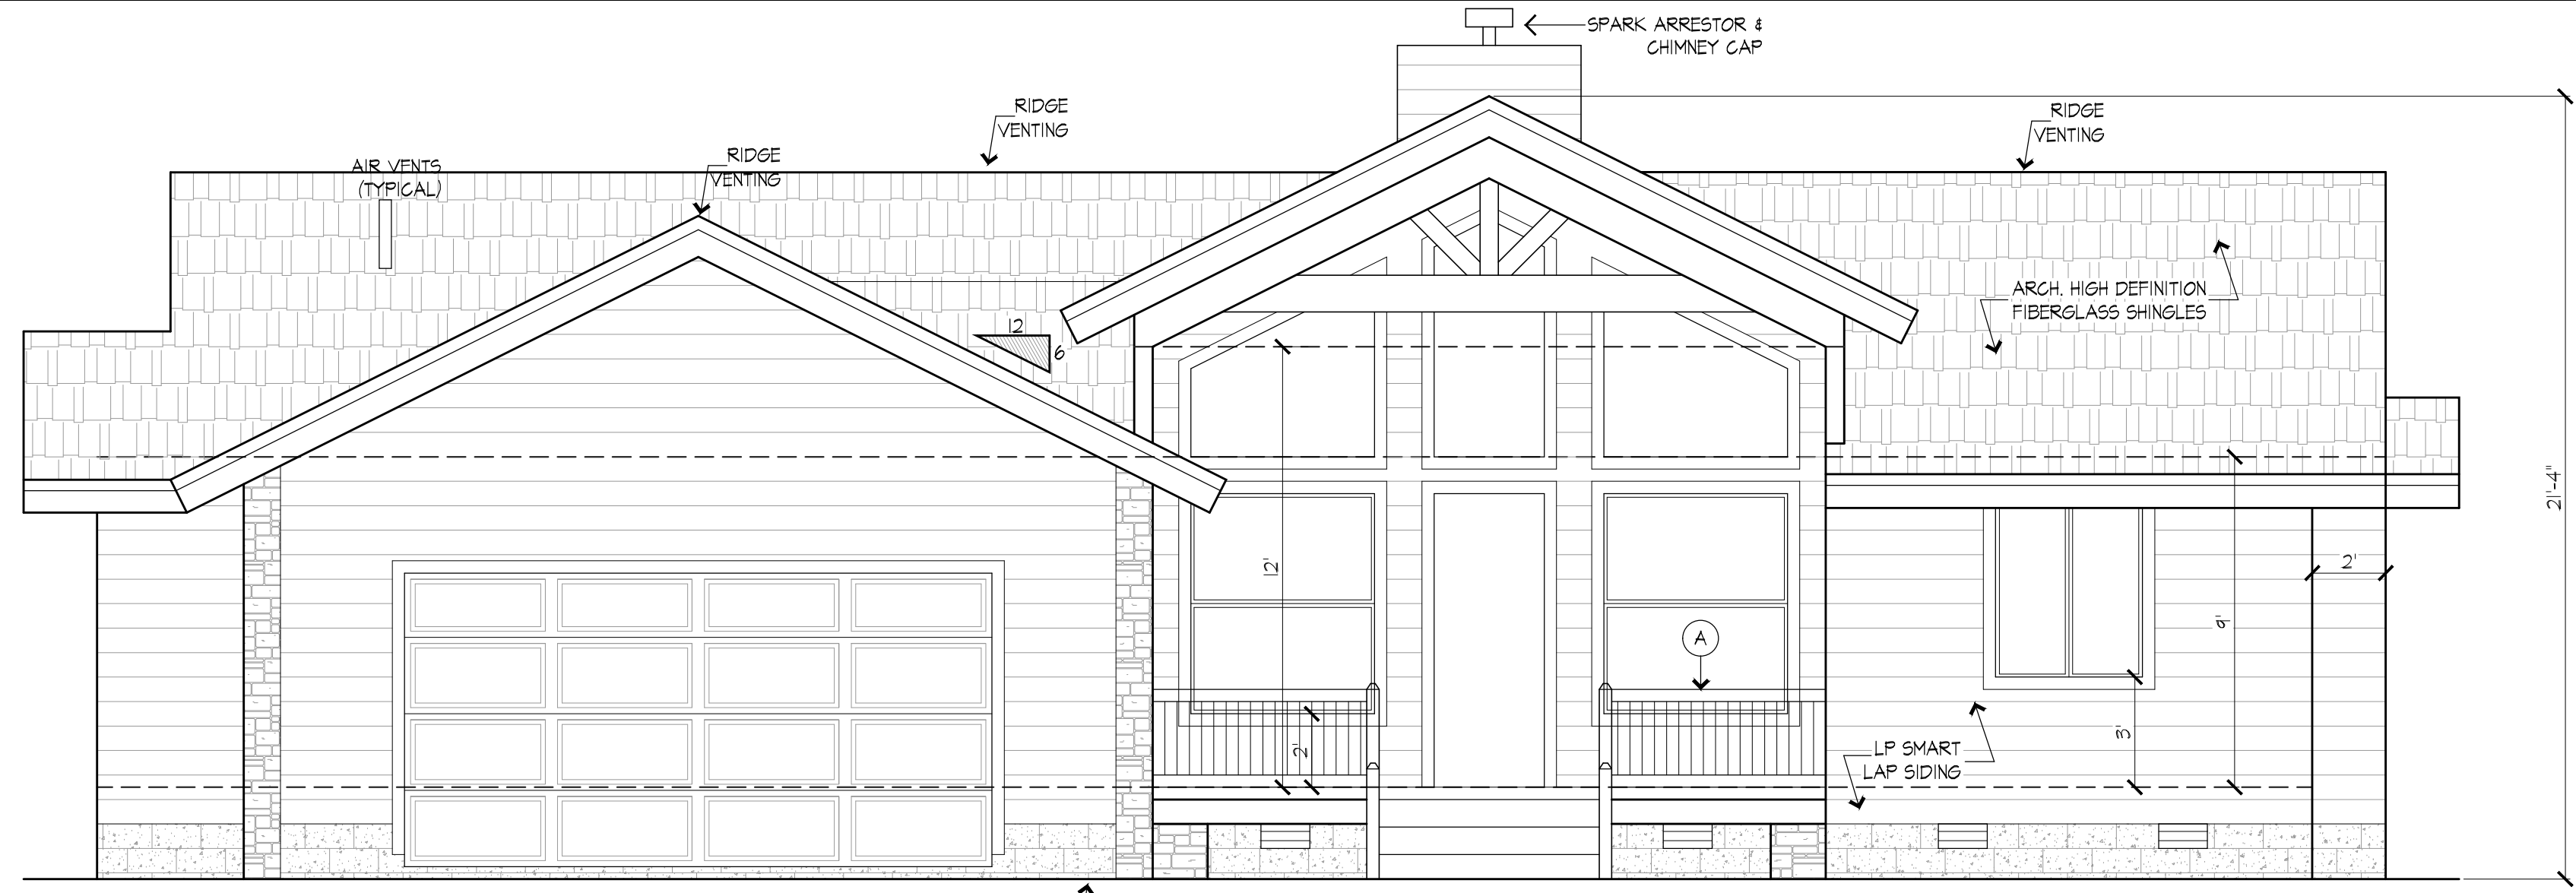 SPARK ARRESTOR &
CHIMNEY CAP
RIDGE
VENTING
RIDGE
VENTING
RIDGE
VENTING
AIR VENTS
(TYPICAL)
ARCH. HIGH DEFINITION
FIBERGLASS SHINGLES
12
6
21'-4"
2'
12'
9'
A
3'
2'
LP SMART
LAP SIDING